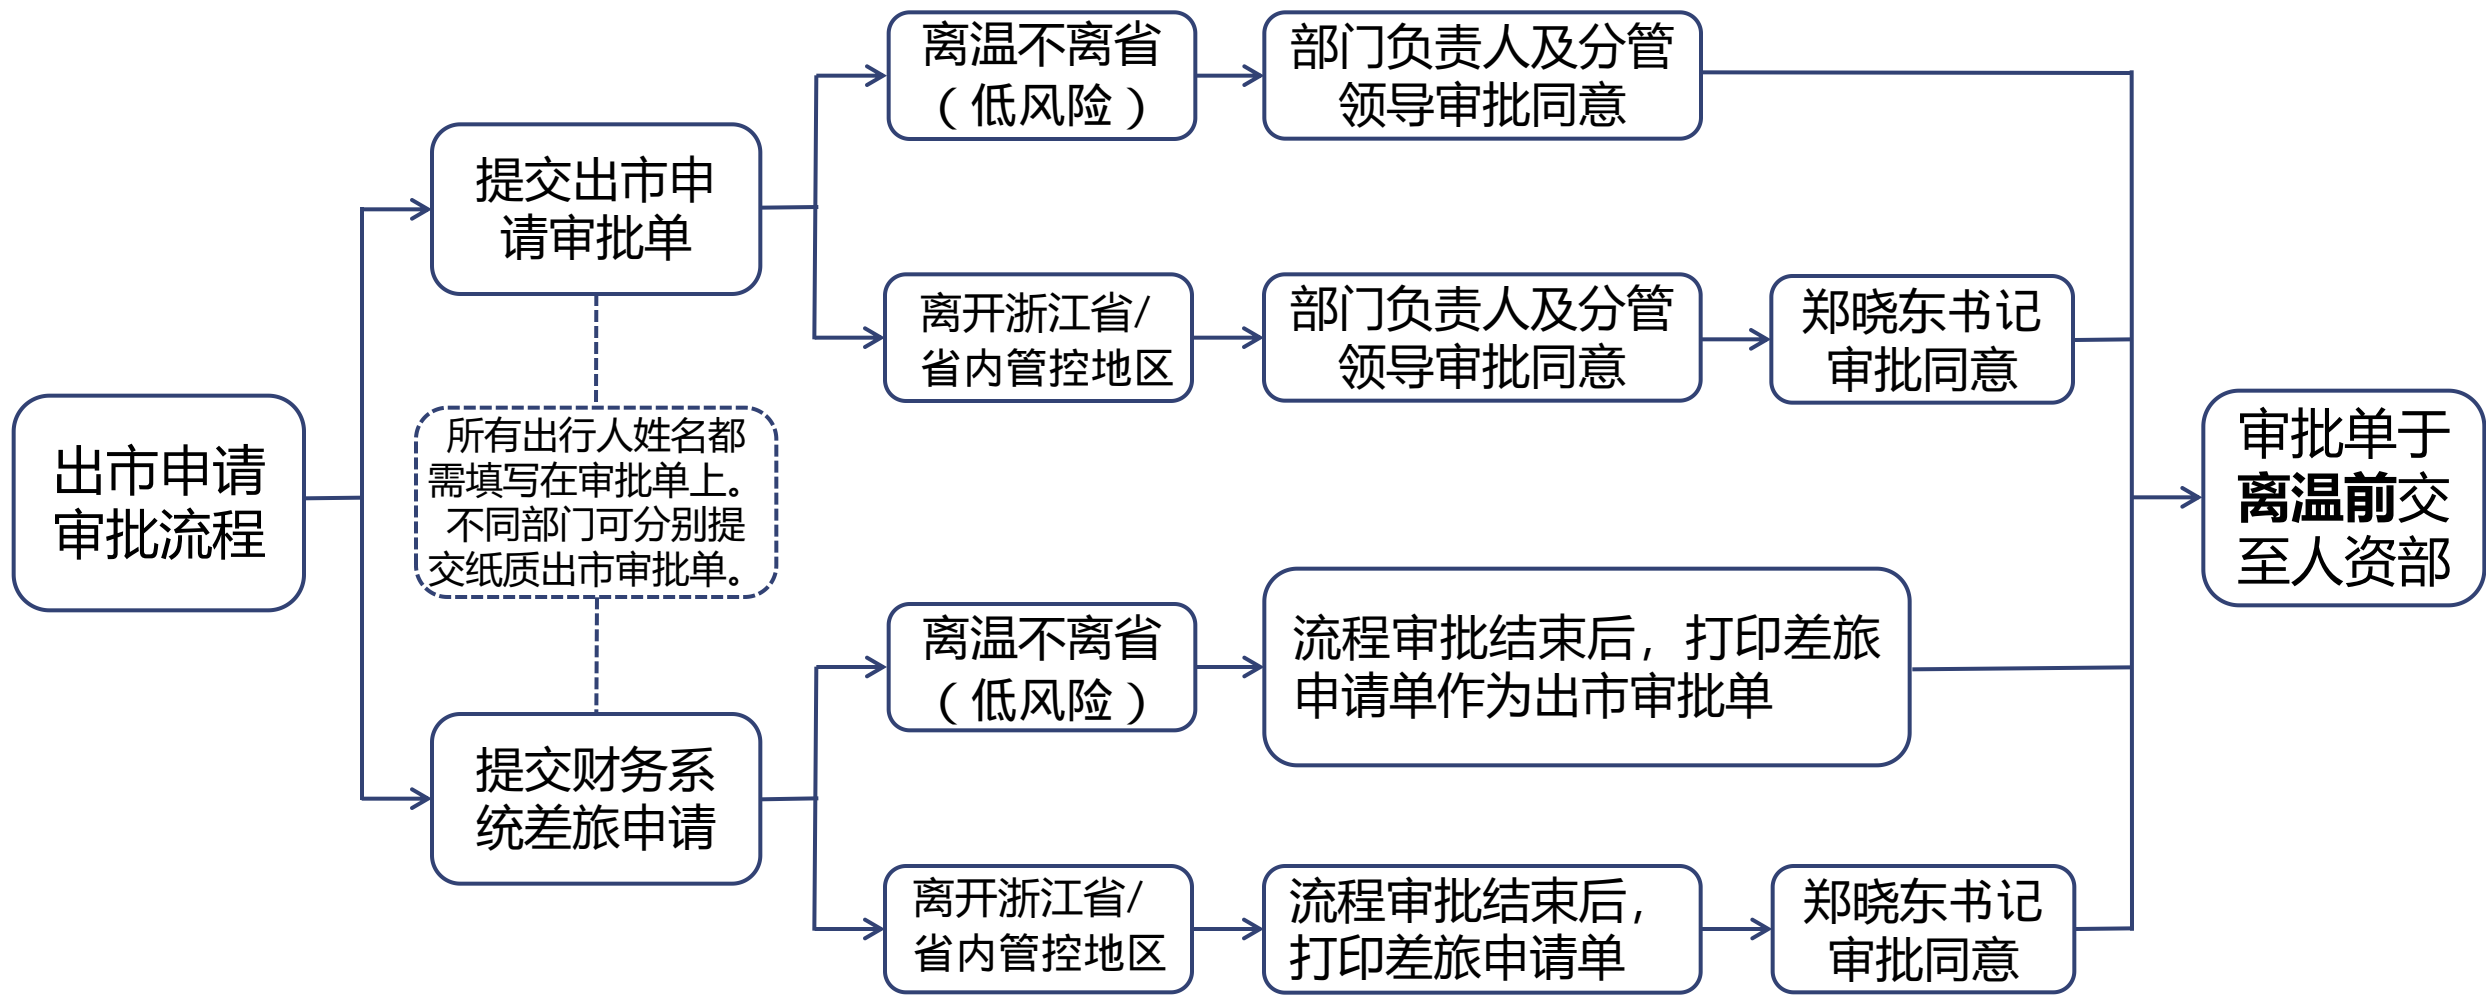 出市申请
审批流程
提交出市申
请审批单
所有出行人姓名都
需填写在审批单上。
不同部门可分别提
交纸质出市审批单。
提交财务系
统差旅申请
离温不离省
（低风险）
部门负责人及分管
领导审批同意
离开浙江省/
省内管控地区
部门负责人及分管
领导审批同意
郑晓东书记
审批同意
离温不离省
（低风险）
流程审批结束后，打印差旅
申请单作为出市审批单
离开浙江省/
省内管控地区
流程审批结束后，
打印差旅申请单
郑晓东书记
审批同意
审批单于
离温前交
至人资部